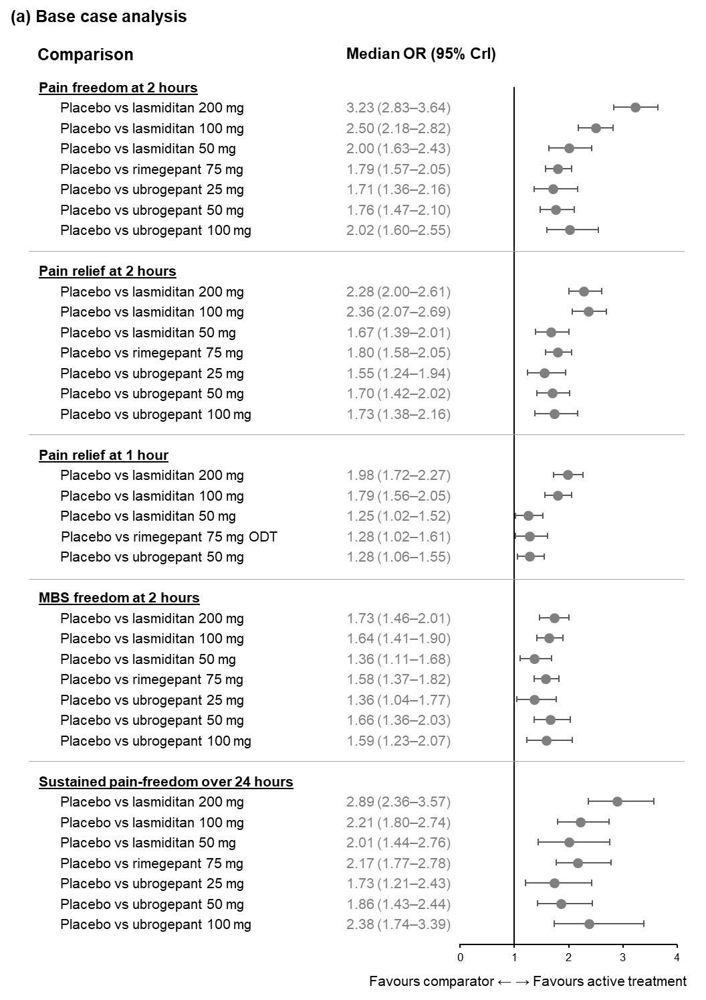 (a) Base case analysis
Comparison Median OR (95% CrI)
Pain freedom at 2 hours
Placebo vs lasmiditan 200 mg 3.23 (2.83–3.64)
Placebo vs lasmiditan 100 mg 2.50 (2.18–2.82)
Placebo vs lasmiditan 50 mg 2.00 (1.63–2.43)
Placebo vs rimegepant 75 mg 1.79 (1.57–2.05)
Placebo vs ubrogepant 25 mg 1.71 (1.36–2.16)
Placebo vs ubrogepant 50 mg 1.76 (1.47–2.10)
Placebo vs ubrogepant 100 mg 2.02 (1.60–2.55)
Pain relief at 2 hours
Placebo vs lasmiditan 200 mg 2.28 (2.00–2.61)
Placebo vs lasmiditan 100 mg 2.36 (2.07–2.69)
Placebo vs lasmiditan 50 mg 1.67 (1.39–2.01)
Placebo vs rimegepant 75 mg 1.80 (1.58–2.05)
Placebo vs ubrogepant 25 mg 1.55 (1.24–1.94)
Placebo vs ubrogepant 50 mg 1.70 (1.42–2.02)
Placebo vs ubrogepant 100 mg 1.73 (1.38–2.16)
Pain relief at 1 hour
Placebo vs lasmiditan 200 mg 1.98 (1.72–2.27)
Placebo vs lasmiditan 100 mg 1.79 (1.56–2.05)
Placebo vs lasmiditan 50 mg 1.25 (1.02–1.52)
Placebo vs rimegepant 75 mg ODT 1.28 (1.02–1.61)
Placebo vs ubrogepant 50 mg 1.28 (1.06–1.55)
MBS freedom at 2 hours
Placebo vs lasmiditan 200 mg 1.73 (1.46–2.01)
Placebo vs lasmiditan 100 mg 1.64 (1.41–1.90)
Placebo vs lasmiditan 50 mg 1.36 (1.11–1.68)
Placebo vs rimegepant 75 mg 1.58 (1.37–1.82)
Placebo vs ubrogepant 25 mg 1.36 (1.04–1.77)
Placebo vs ubrogepant 50 mg 1.66 (1.36–2.03)
Placebo vs ubrogepant 100 mg 1.59 (1.23–2.07)
Sustained pain-freedom over 24 hours
Placebo vs lasmiditan 200 mg 2.89 (2.36–3.57)
Placebo vs lasmiditan 100 mg 2.21 (1.80–2.74)
Placebo vs lasmiditan 50 mg 2.01 (1.44–2.76)
Placebo vs rimegepant 75 mg 2.17 (1.77–2.78)
Placebo vs ubrogepant 25 mg 1.73 (1.21–2.43)
Placebo vs ubrogepant 50 mg 1.86 (1.43–2.44)
Placebo vs ubrogepant 100 mg 2.38 (1.74–3.39)
0 1 2 3 4
Favours comparator ← → Favours active treatment